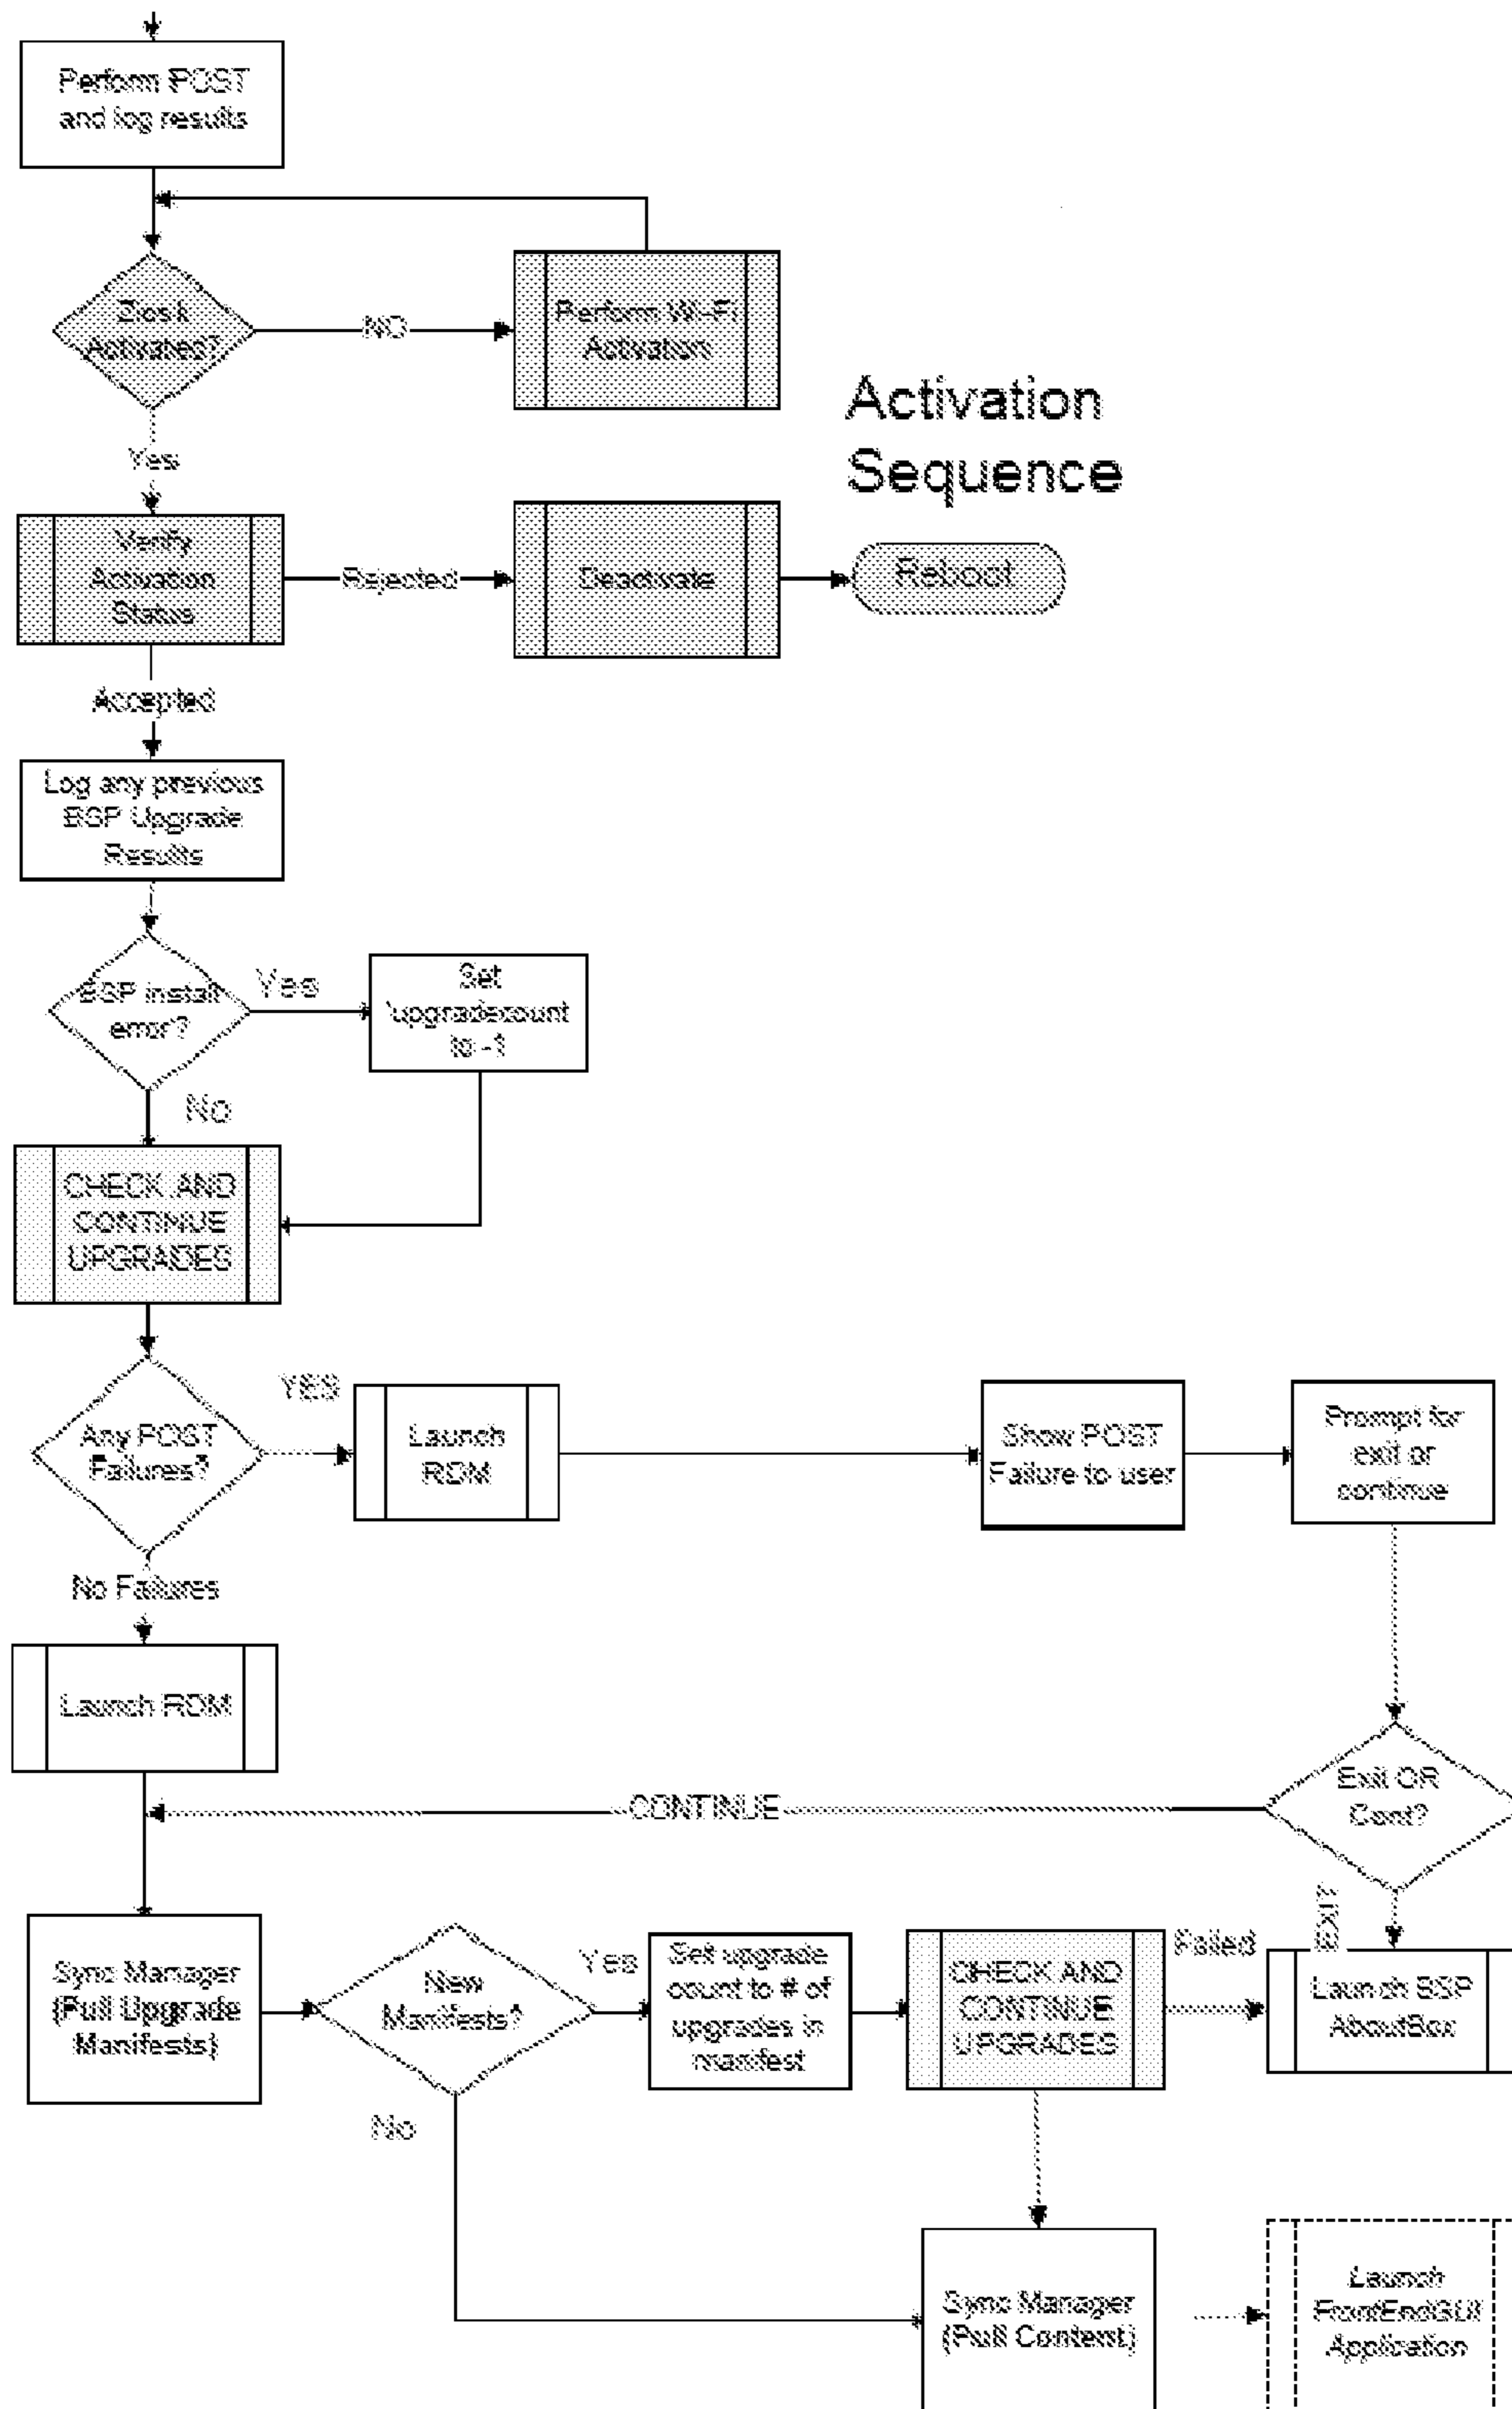 Perform POST
and log results
Ziosk
Activated?
NO
Perform Wi-Fi
Activation
Activation
Sequence
Yes
Verify
Activation
Status
Rejected
Deactivate
Reboot
Accepted
Log any previous
BSP Upgrade
Results
BSP install
error?
Yes
Set
'upgradecount
to -1
No
CHECK AND
CONTINUE
UPGRADES
Any POST
Failures?
YES
Launch
RDM
Show POST
Failure to user
Prompt for
exit or
continue
No Failures
Launch RDM
Exit OR
Cont?
CONTINUE
EXIT
Sync Manager
(Pull Upgrade
Manifests)
New
Manifests?
Yes
Set upgrade
count to # of
upgrades in
manifest
CHECK AND
CONTINUE
UPGRADES
Failed
Launch BSP
AboutBox
No
Sync Manager
(Pull Content)
Launch
FrontEndGUI
Application